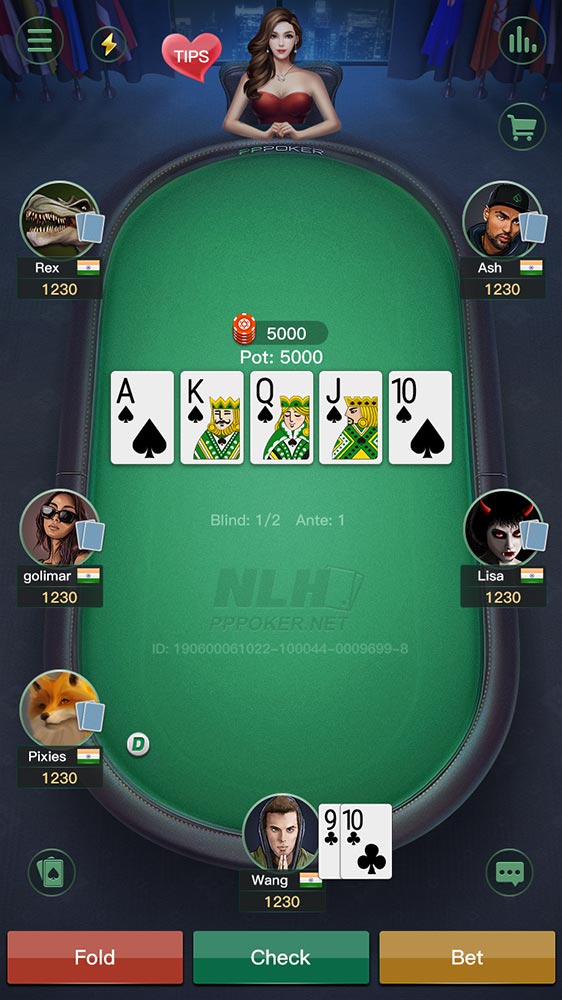 TIPS
PPPOKER
Rex
1230
Ash
1230
5000
Pot: 5000
A K Q J 10
Blind: 1/2 Ante: 1
golimar
1230
Lisa
1230
NLH
PPPOKER.NET
ID: 190600061022-100044-0009699-8
Pixies
1230
D
9 10
Wang
1230
Fold Check Bet